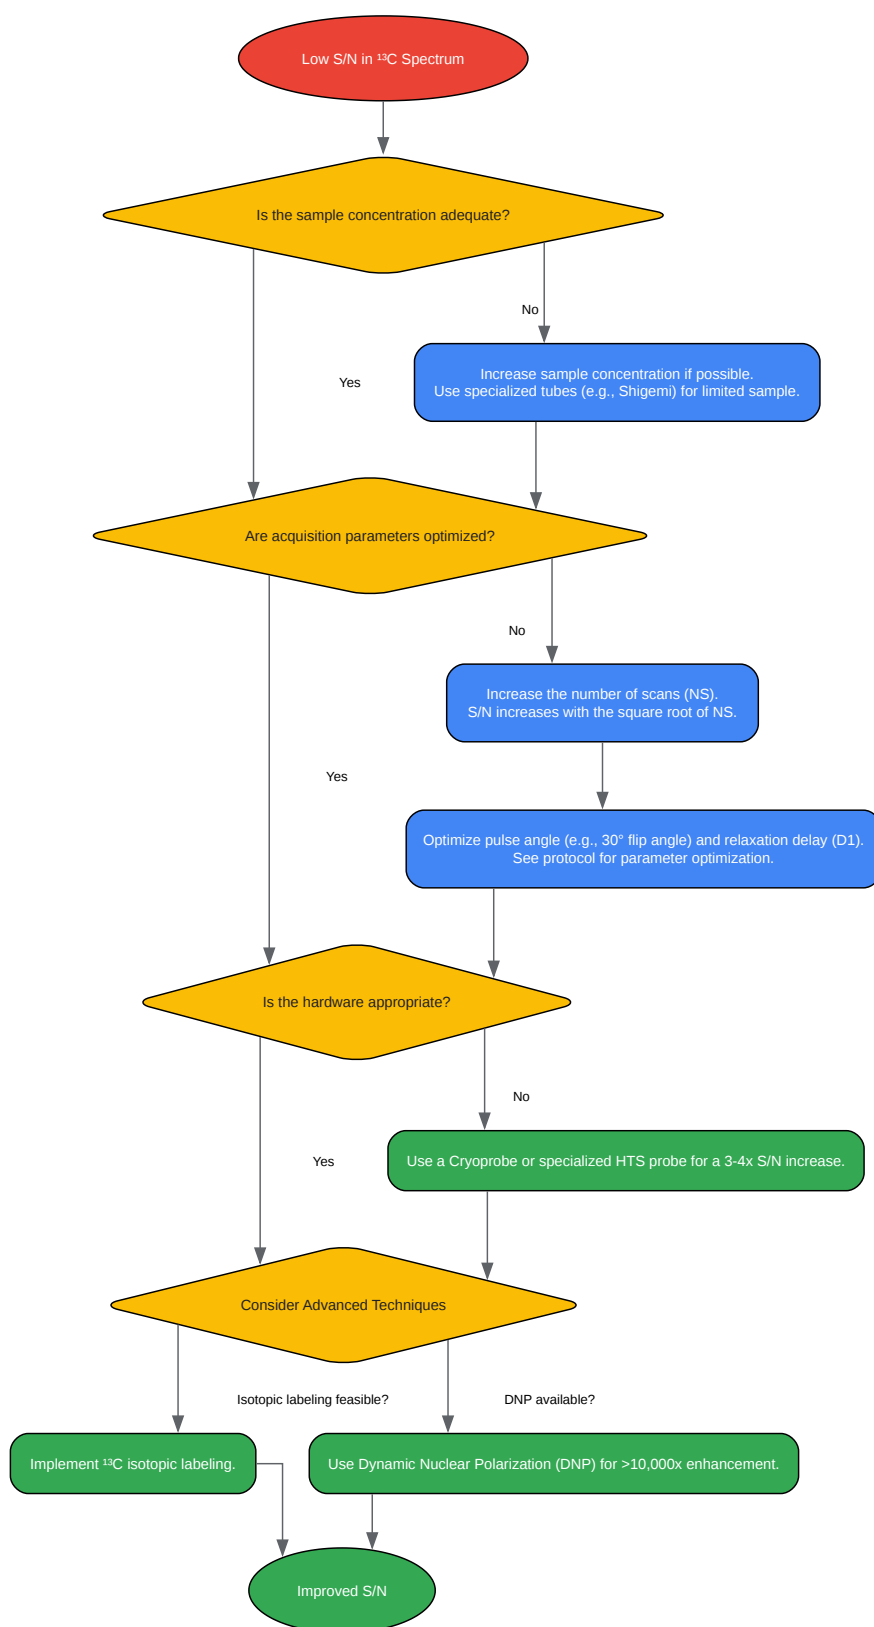 Low S/N in ¹³C Spectrum
Is the sample concentration adequate?
No
Yes
Increase sample concentration if possible.
Use specialized tubes (e.g., Shigemi) for limited sample.
Are acquisition parameters optimized?
No
Increase the number of scans (NS).
S/N increases with the square root of NS.
Yes
Optimize pulse angle (e.g., 30° flip angle) and relaxation delay (D1).
See protocol for parameter optimization.
Is the hardware appropriate?
No
Yes
Use a Cryoprobe or specialized HTS probe for a 3-4x S/N increase.
Consider Advanced Techniques
Isotopic labeling feasible?
DNP available?
Implement ¹³C isotopic labeling.
Use Dynamic Nuclear Polarization (DNP) for >10,000x enhancement.
Improved S/N